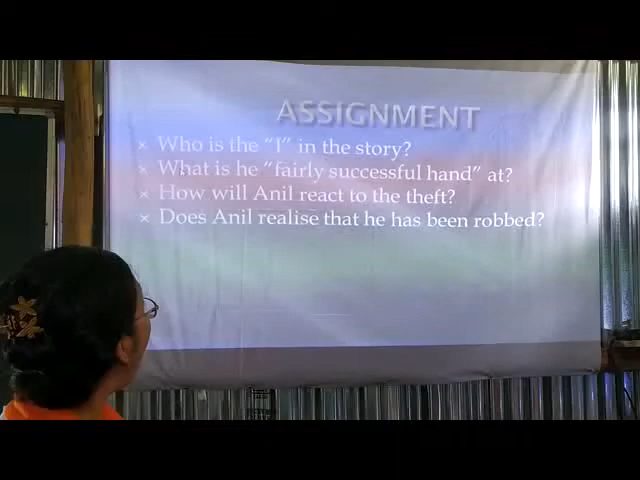 ASSIGNMENT
× Who is the "I" in the story?
× What is he "fairly successful hand" at?
× How will Anil react to the theft?
× Does Anil realise that he has been robbed?